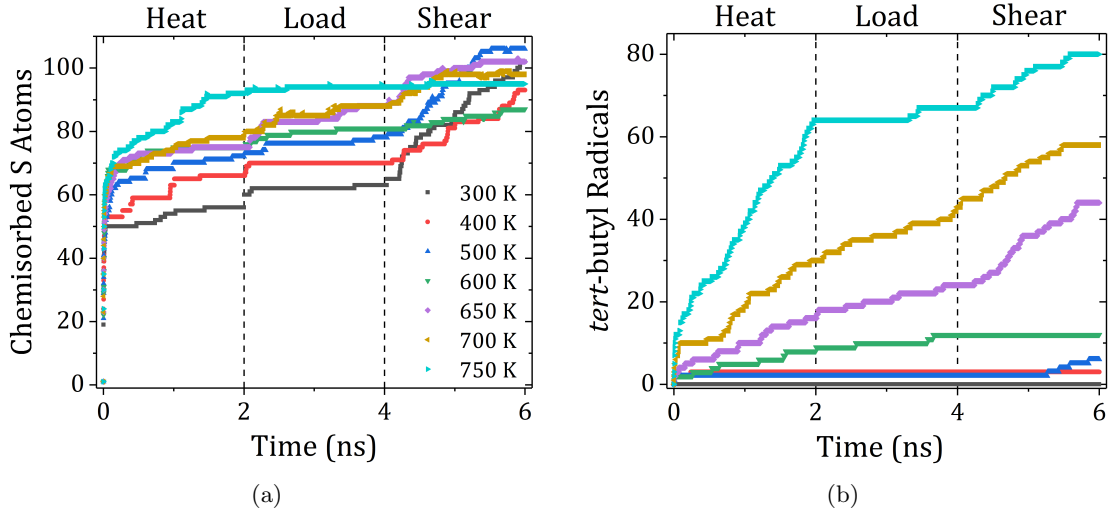 Heat Load Shear
Chemisorbed S Atoms
100
80
60
40
20
0
300 K
400 K
500 K
600 K
650 K
700 K
750 K
0 2 4 6
Time (ns)
(a)
Heat Load Shear
tert-butyl Radicals
80
60
40
20
0
0 2 4 6
Time (ns)
(b)